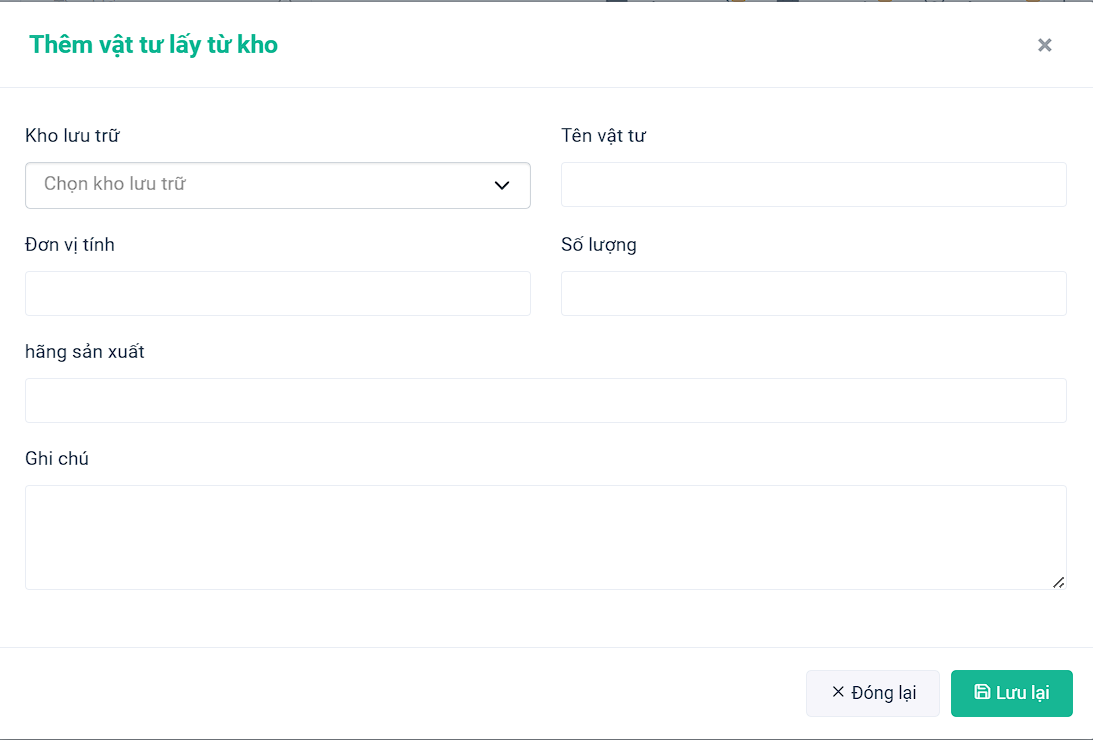 Thêm vật tư lấy từ kho
Kho lưu trữ
Tên vật tư
Chọn kho lưu trữ
Đơn vị tính
Số lượng
hãng sản xuất
Ghi chú
Đóng lại
Lưu lại